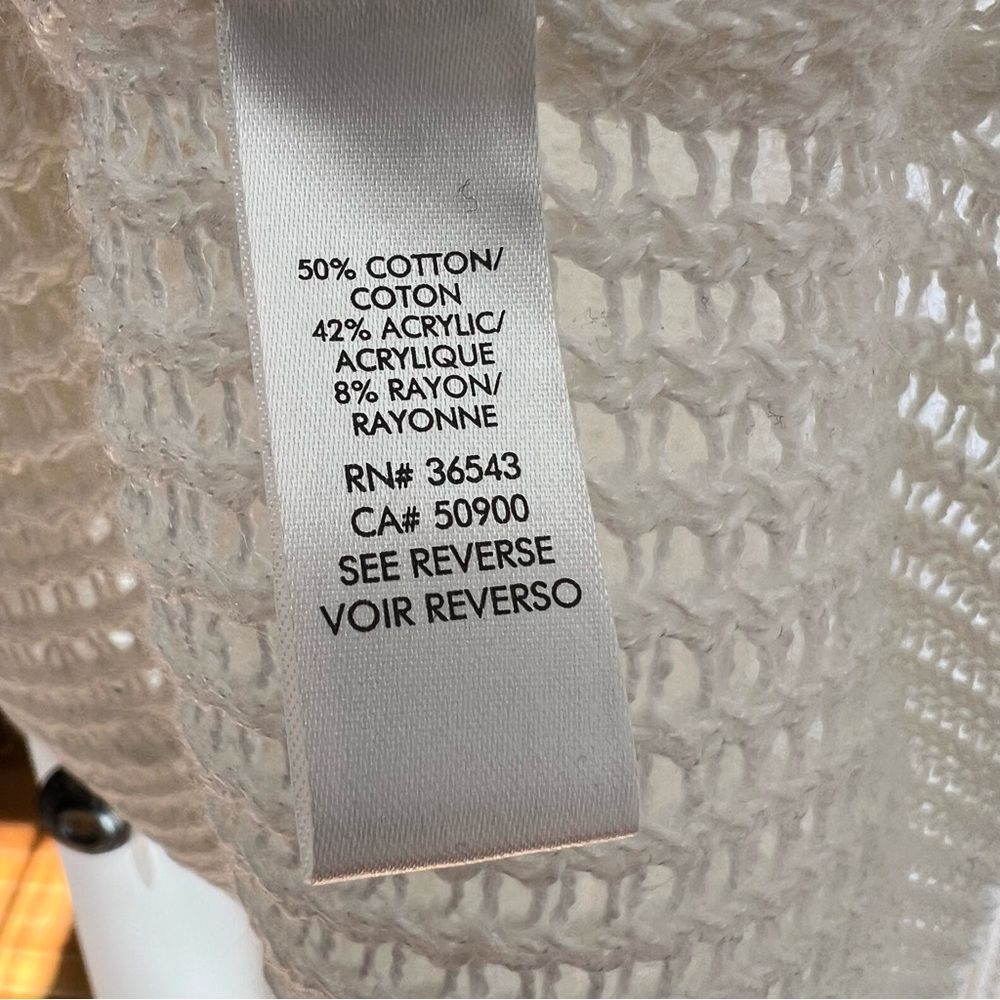 50% COTTON/
COTON
42% ACRYLIC/
ACRYLIQUE
8% RAYON/
RAYONNE
RN# 36543
CA# 50900
SEE REVERSE
VOIR REVERSO